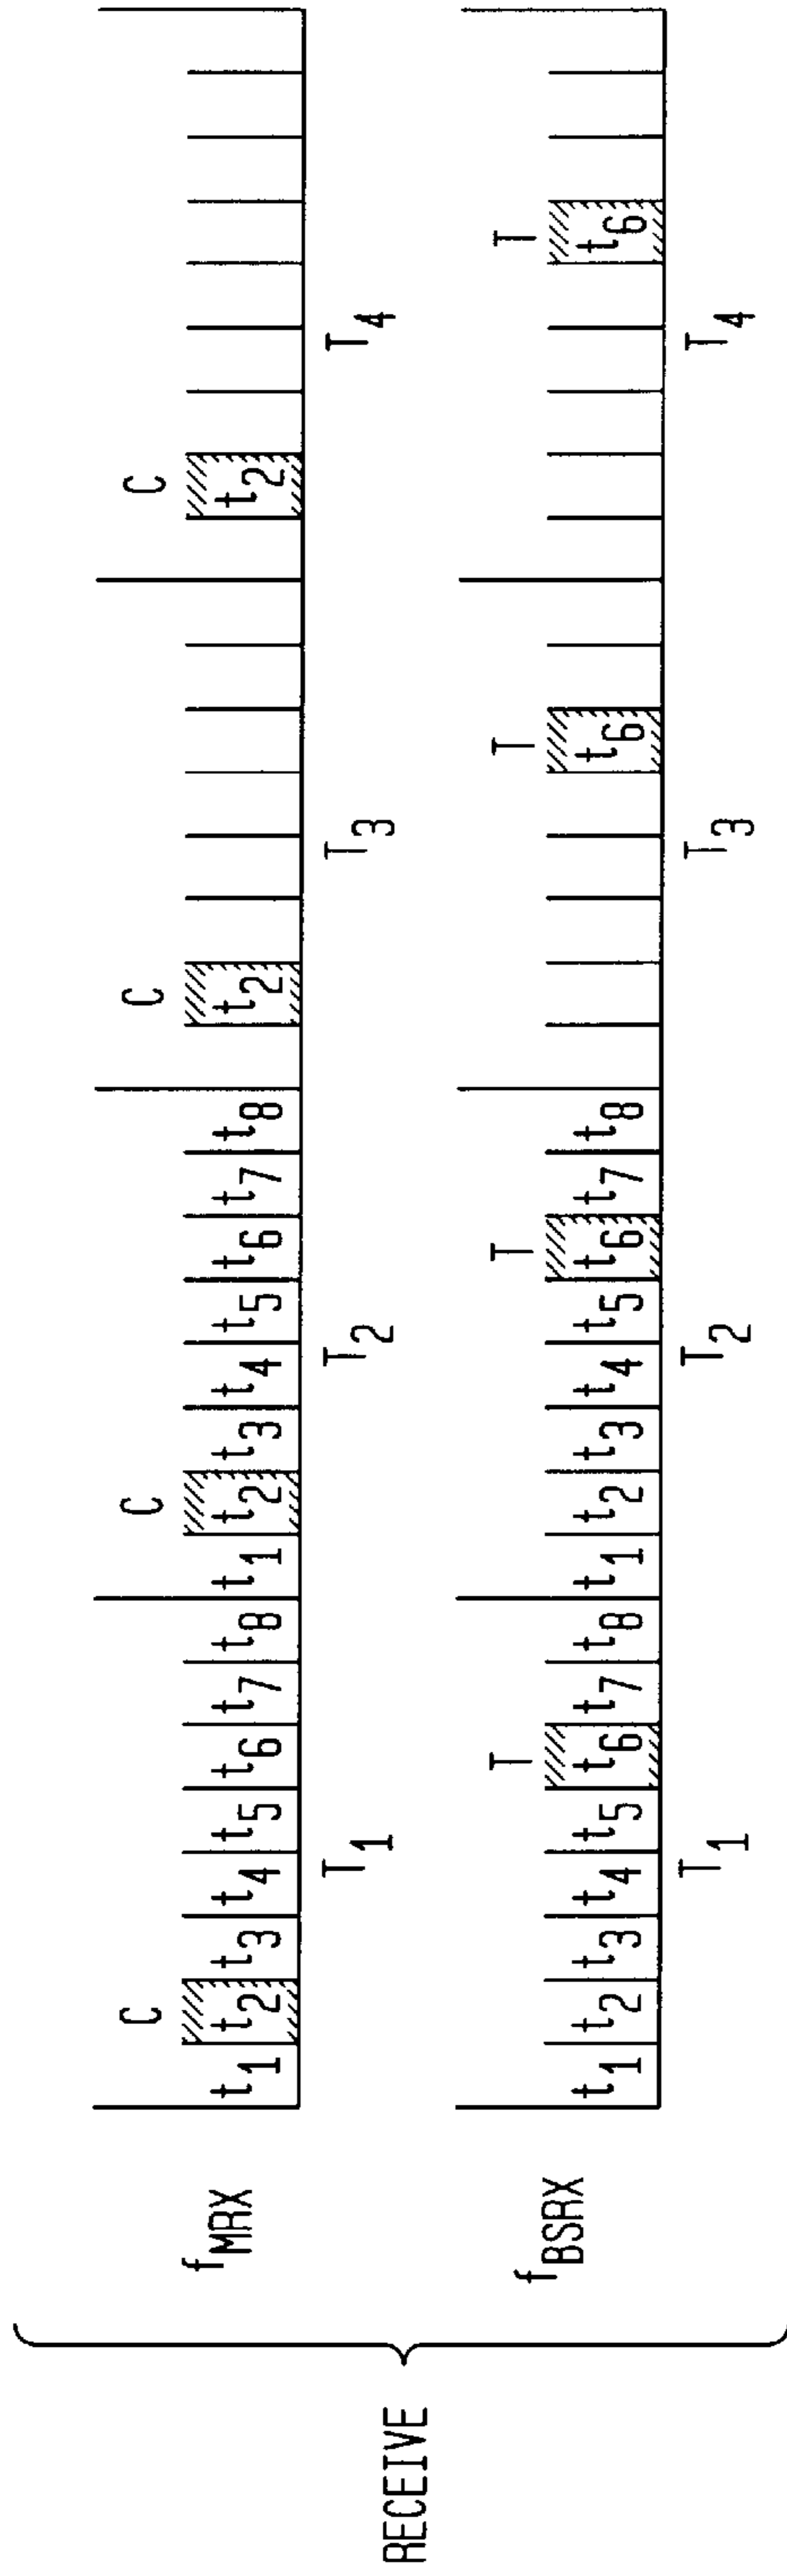 RECEIVE
f_MRX
C C C C
t1 t2 t3 t4 t5 t6 t7 t8 t1 t2 t3 t4 t5 t6 t7 t8 t2 t2
T1 T2 T3 T4
f_BSRX
T T T T
t1 t2 t3 t4 t5 t6 t7 t8 t1 t2 t3 t4 t5 t6 t7 t8 t6 t6
T1 T2 T3 T4